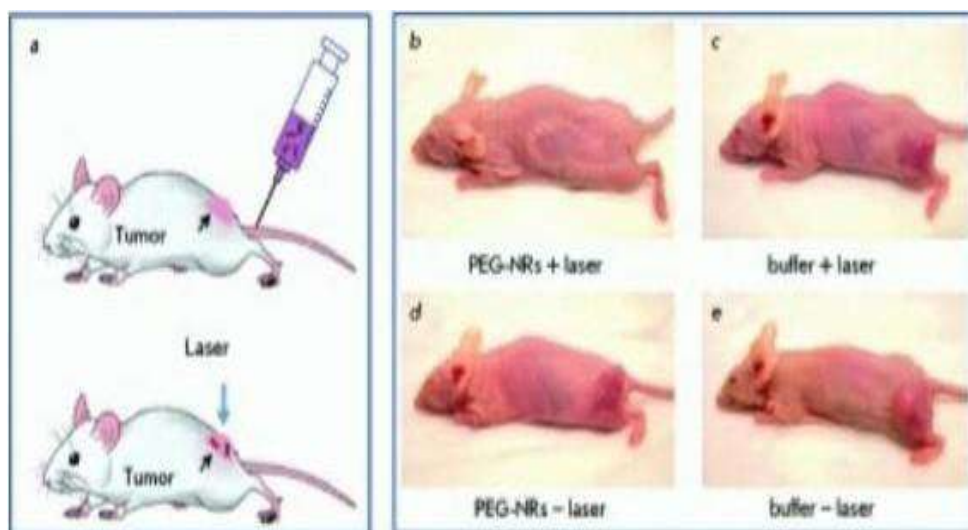 a
Tumor
Laser
Tumor
b
c
PEG-NRs + laser
buffer + laser
d
e
PEG-NRs – laser
buffer – laser